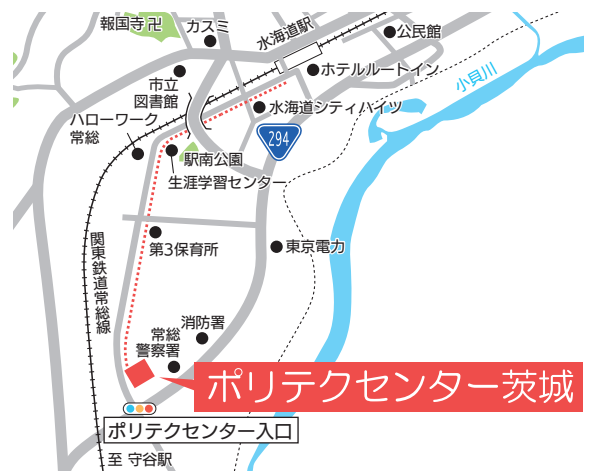 報国寺卍
カスミ
水海道駅
公民館
ホテルルートイン
小貝川
市立
図書館
水海道シティハイツ
ハローワーク
常総
294
駅南公園
生涯学習センター
第3保育所
東京電力
関東鉄道常総線
消防署
常総
警察署
ポリテクセンター茨城
ポリテクセンター入口
至 守谷駅